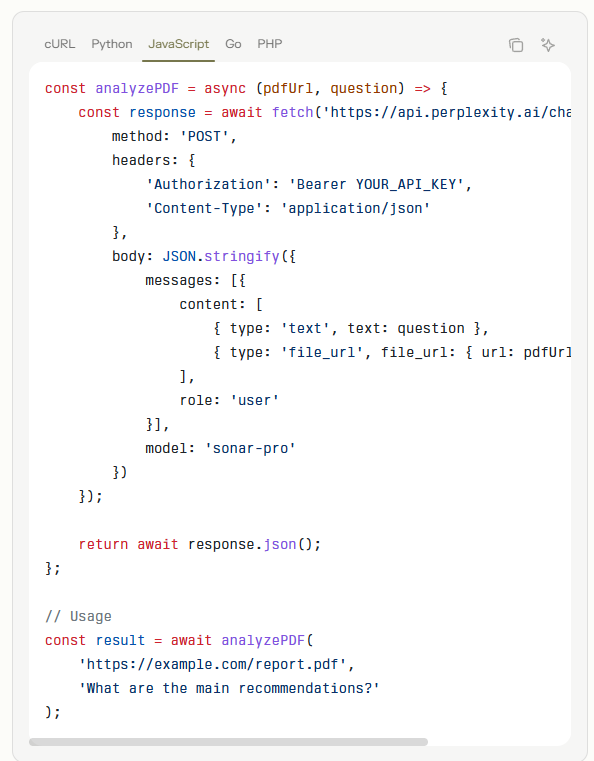 cURL Python JavaScript Go PHP
const analyzePDF = async (pdfUrl, question) => {
    const response = await fetch('https://api.perplexity.ai/cha
        method: 'POST',
        headers: {
            'Authorization': 'Bearer YOUR_API_KEY',
            'Content-Type': 'application/json'
        },
        body: JSON.stringify({
            messages: [{
                content: [
                    { type: 'text', text: question },
                    { type: 'file_url', file_url: { url: pdfUrl
                ],
                role: 'user'
            }],
            model: 'sonar-pro'
        })
    });

    return await response.json();
};

// Usage
const result = await analyzePDF(
    'https://example.com/report.pdf',
    'What are the main recommendations?'
);